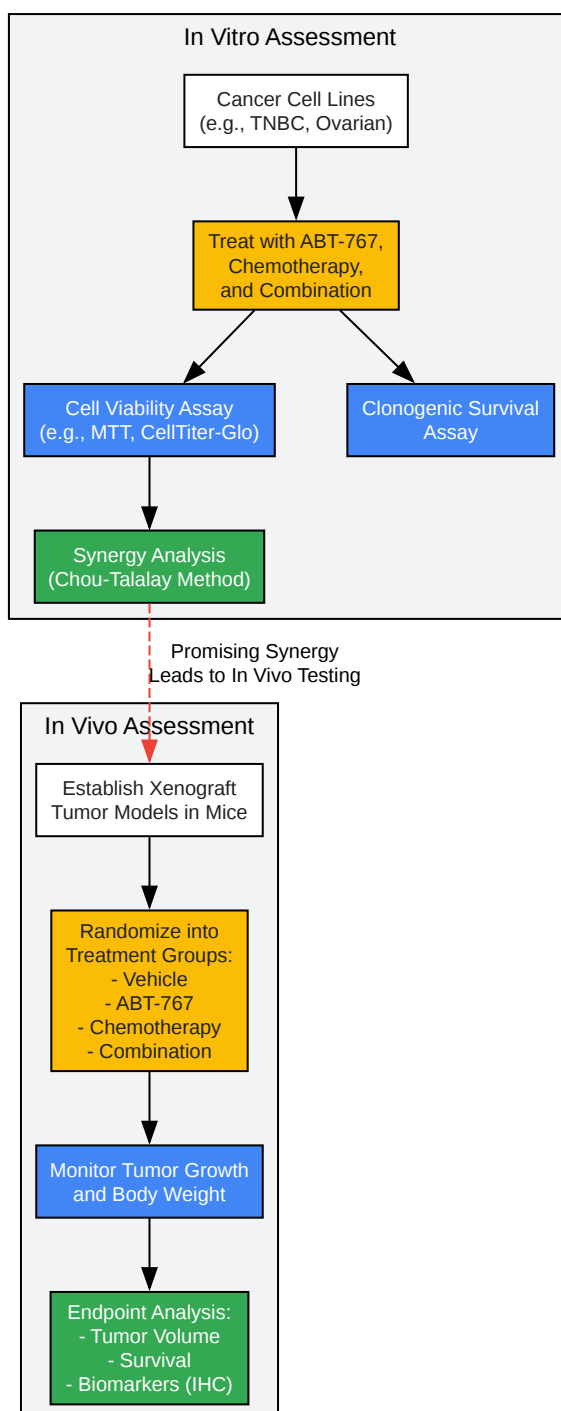 In Vitro Assessment
Cancer Cell Lines
(e.g., TNBC, Ovarian)
Treat with ABT-767,
Chemotherapy,
and Combination
Cell Viability Assay
(e.g., MTT, CellTiter-Glo)
Clonogenic Survival
Assay
Synergy Analysis
(Chou-Talalay Method)
Promising Synergy
Leads to In Vivo Testing
In Vivo Assessment
Establish Xenograft
Tumor Models in Mice
Randomize into
Treatment Groups:
- Vehicle
- ABT-767
- Chemotherapy
- Combination
Monitor Tumor Growth
and Body Weight
Endpoint Analysis:
- Tumor Volume
- Survival
- Biomarkers (IHC)